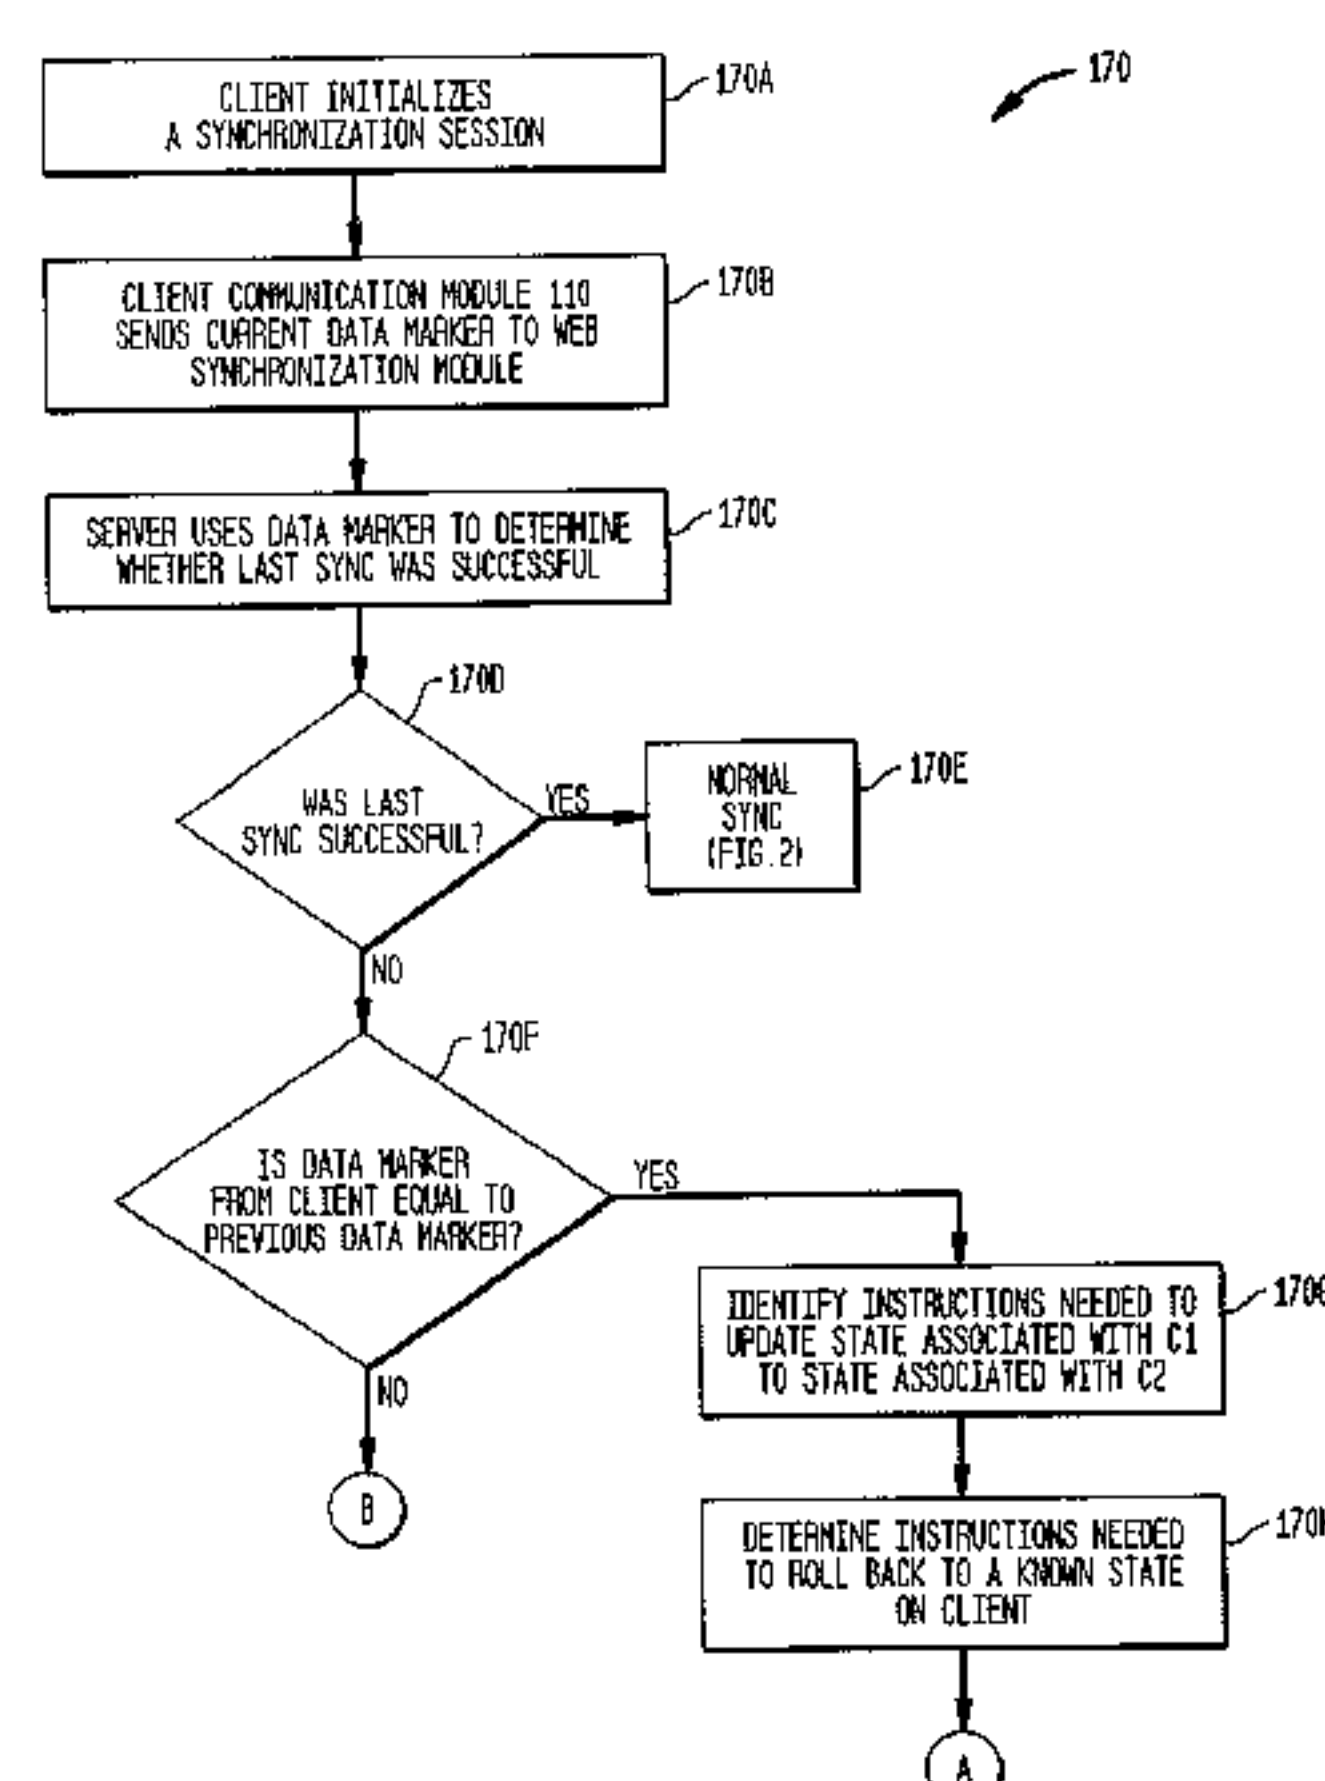 170
CLIENT INITIALIZES
A SYNCHRONIZATION SESSION
170A
CLIENT COMMUNICATION MODULE 110
SENDS CURRENT DATA MARKER TO WEB
SYNCHRONIZATION MODULE
170B
SERVER USES DATA MARKER TO DETERMINE
WHETHER LAST SYNC WAS SUCCESSFUL
170C
170D
WAS LAST
SYNC SUCCESSFUL?
YES
NORMAL
SYNC
(FIG.2)
170E
NO
170F
IS DATA MARKER
FROM CLIENT EQUAL TO
PREVIOUS DATA MARKER?
YES
NO
B
IDENTIFY INSTRUCTIONS NEEDED TO
UPDATE STATE ASSOCIATED WITH C1
TO STATE ASSOCIATED WITH C2
170G
DETERMINE INSTRUCTIONS NEEDED
TO ROLL BACK TO A KNOWN STATE
ON CLIENT
170H
A